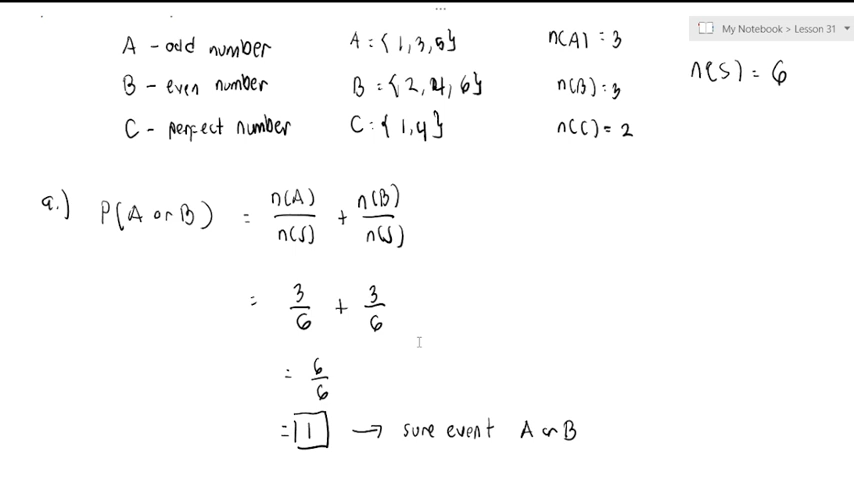 My Notebook > Lesson 31
A - odd number A = {1,3,5} n(A) = 3
n(S) = 6
B - even number B = {2,4,6} n(B) = 3
C - perfect number C = {1,4} n(C) = 2
a.) P(A or B) = n(A)/n(S) + n(B)/n(S)
= 3/6 + 3/6
= 6/6
= 1 → sure event A or B